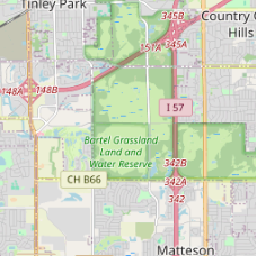 Tinley Park
345B
Country
Hills
151A
345A
148A
148B
I 57
Bartel Grassland
Land and
Water Reserve
342B
CH B66
342A
342
Matteson